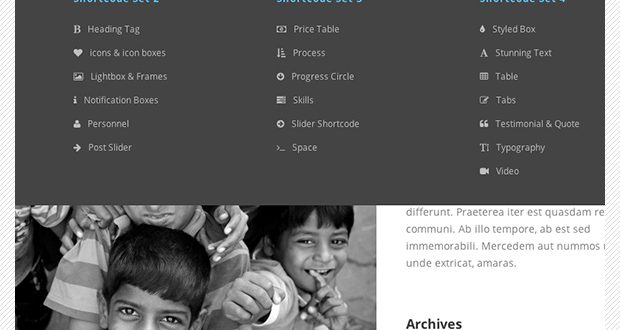 Shortcode Set 2
Heading Tag
icons & icon boxes
Lightbox & Frames
Notification Boxes
Personnel
Post Slider
Shortcode Set 3
Price Table
Process
Progress Circle
Skills
Slider Shortcode
Space
Shortcode Set 4
Styled Box
Stunning Text
Table
Tabs
Testimonial & Quote
Typography
Video
differunt. Praeterea iter est quasdam re
communi. Ab illo tempore, ab est sed
immemorabili. Mercedem aut nummos
unde extricat, amaras.
Archives